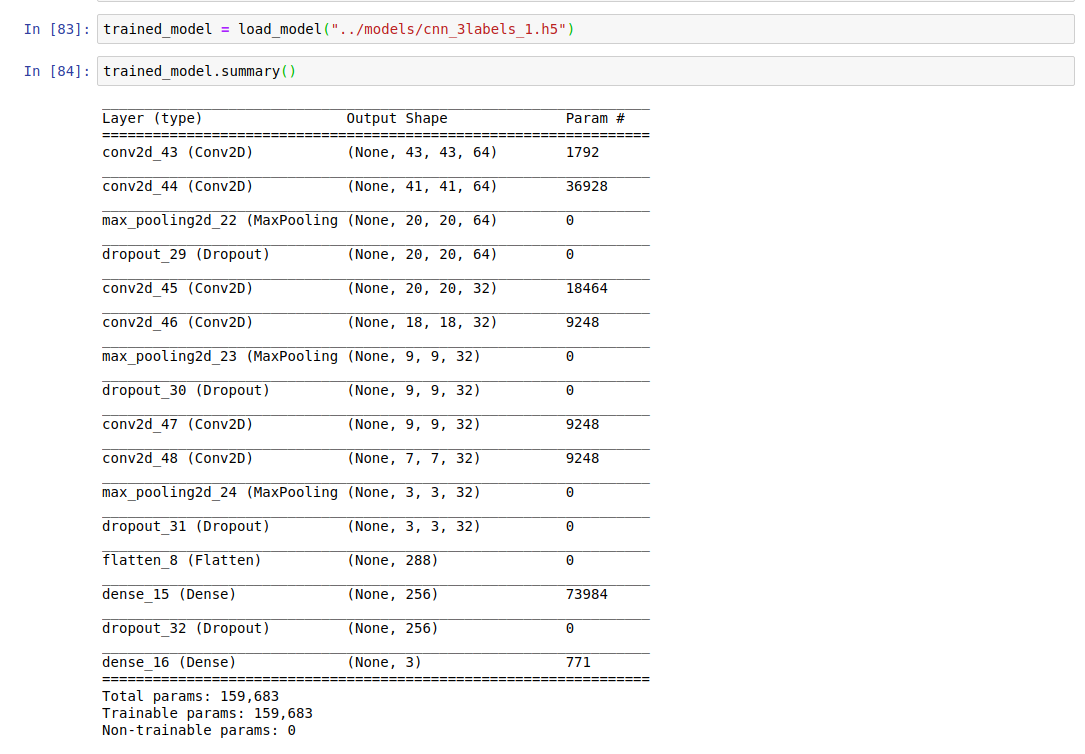 In [83]: trained_model = load_model("../models/cnn_3labels_1.h5")
In [84]: trained_model.summary()
_________________________________________________________________
Layer (type)                 Output Shape              Param #
=================================================================
conv2d_43 (Conv2D)           (None, 43, 43, 64)        1792
_________________________________________________________________
conv2d_44 (Conv2D)           (None, 41, 41, 64)        36928
_________________________________________________________________
max_pooling2d_22 (MaxPooling (None, 20, 20, 64)        0
_________________________________________________________________
dropout_29 (Dropout)         (None, 20, 20, 64)        0
_________________________________________________________________
conv2d_45 (Conv2D)           (None, 20, 20, 32)        18464
_________________________________________________________________
conv2d_46 (Conv2D)           (None, 18, 18, 32)        9248
_________________________________________________________________
max_pooling2d_23 (MaxPooling (None, 9, 9, 32)          0
_________________________________________________________________
dropout_30 (Dropout)         (None, 9, 9, 32)          0
_________________________________________________________________
conv2d_47 (Conv2D)           (None, 9, 9, 32)          9248
_________________________________________________________________
conv2d_48 (Conv2D)           (None, 7, 7, 32)          9248
_________________________________________________________________
max_pooling2d_24 (MaxPooling (None, 3, 3, 32)          0
_________________________________________________________________
dropout_31 (Dropout)         (None, 3, 3, 32)          0
_________________________________________________________________
flatten_8 (Flatten)          (None, 288)               0
_________________________________________________________________
dense_15 (Dense)             (None, 256)               73984
_________________________________________________________________
dropout_32 (Dropout)         (None, 256)               0
_________________________________________________________________
dense_16 (Dense)             (None, 3)                 771
=================================================================
Total params: 159,683
Trainable params: 159,683
Non-trainable params: 0